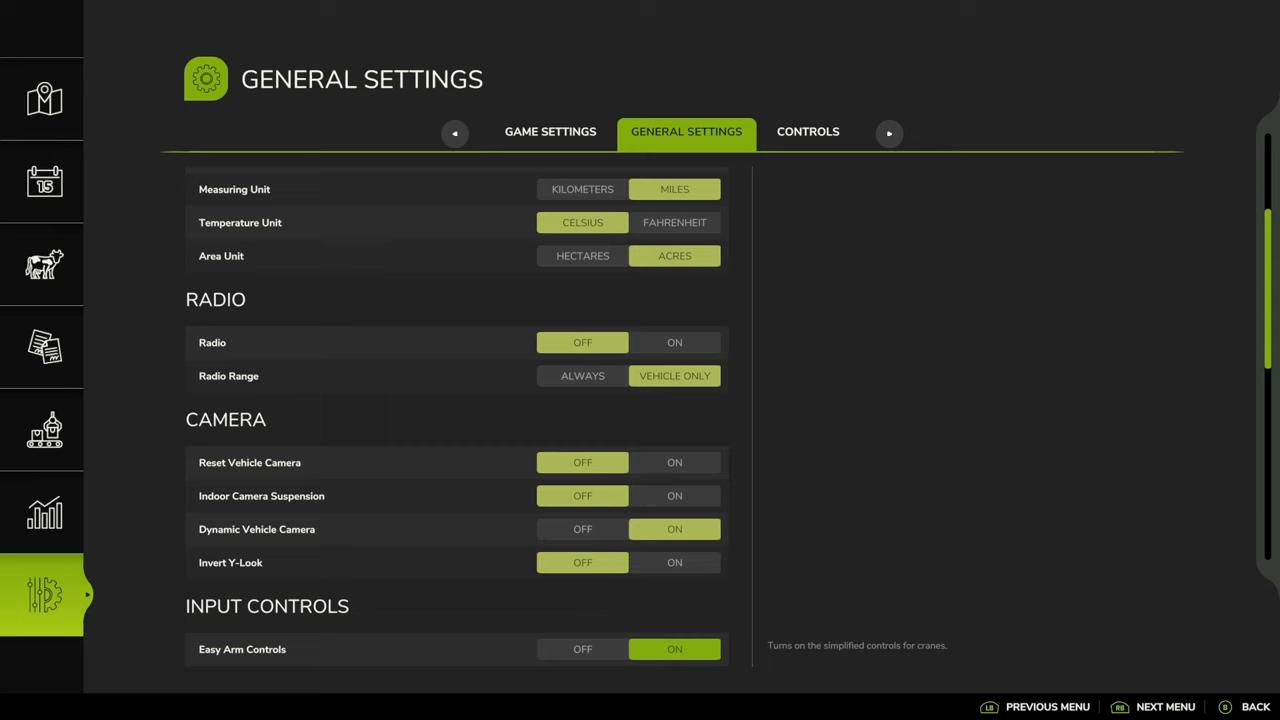 GENERAL SETTINGS
GAME SETTINGS GENERAL SETTINGS CONTROLS
Measuring Unit KILOMETERS MILES
Temperature Unit CELSIUS FAHRENHEIT
Area Unit HECTARES ACRES
RADIO
Radio OFF ON
Radio Range ALWAYS VEHICLE ONLY
CAMERA
Reset Vehicle Camera OFF ON
Indoor Camera Suspension OFF ON
Dynamic Vehicle Camera OFF ON
Invert Y-Look OFF ON
INPUT CONTROLS
Easy Arm Controls OFF ON
Turns on the simplified controls for cranes.
15
LB PREVIOUS MENU RB NEXT MENU B BACK